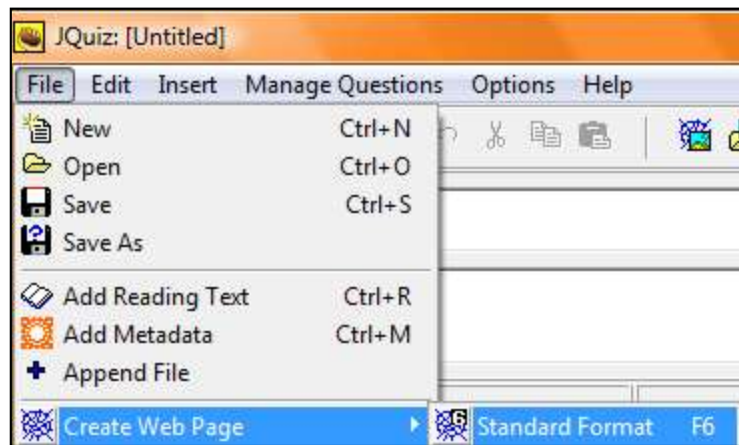 JQuiz: [Untitled]
File Edit Insert Manage Questions Options Help
New Ctrl+N
Open Ctrl+O
Save Ctrl+S
Save As
Add Reading Text Ctrl+R
Add Metadata Ctrl+M
Append File
Create Web Page 6 Standard Format F6